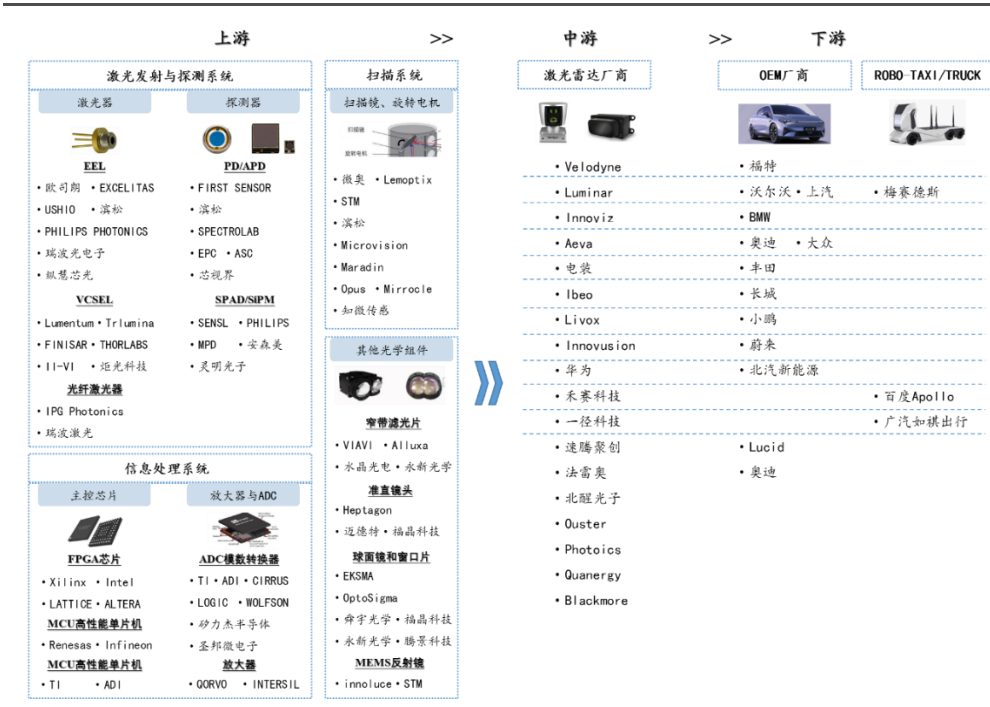 上游 >> 中游 >> 下游
激光发射与探测系统
激光器
EEL
•欧司朗 •EXCELITAS
•USHIO •滨松
•PHILIPS PHOTONICS
•瑞波光电子
•纵慧芯光
VCSEL
•Lumentum•Trlumina
•FINISAR•THORLABS
•II-VI •炬光科技
光纤激光器
•IPG Photonics
•瑞波激光
探测器
PD/APD
•FIRST SENSOR
•滨松
•SPECTROLAB
•EPC •ASC
•芯视界
SPAD/SiPM
•SENSL •PHILIPS
•MPD •安森美
•灵明光子
信息处理系统
主控芯片
FPGA芯片
•Xilinx •Intel
•LATTICE•ALTERA
MCU高性能单片机
•Renesas•Infineon
MCU高性能单片机
•TI •ADI
放大器与ADC
ADC模数转换器
•TI•ADI•CIRRUS
•LOGIC •WOLFSON
•矽力杰半导体
•圣邦微电子
放大器
•QORVO •INTERSIL
扫描系统
扫描镜、旋转电机
扫描镜
旋转电机
•微奥 •Lemoptix
•STM
•滨松
•Microvision
•Maradin
•Opus •Mirrocle
•知微传感
其他光学组件
窄带滤光片
•VIAVI •Alluxa
•水晶光电•永新光学
准直镜头
•Heptagon
•迈德特•福晶科技
球面镜和窗口片
•EKSMA
•OptoSigma
•舜宇光学•福晶科技
•永新光学•腾景科技
MEMS反射镜
•innoluce•STM
激光雷达厂商 OEM厂商 ROBO-TAXI/TRUCK
•Velodyne •福特
•Luminar •沃尔沃•上汽 •梅赛德斯
•Innoviz •BMW
•Aeva •奥迪 •大众
•电装 •丰田
•Ibeo •长城
•Livox •小鹏
•Innovusion •蔚来
•华为 •北汽新能源
•禾赛科技 •百度Apollo
•一径科技 •广汽如祺出行
•速腾聚创 •Lucid
•法雷奥 •奥迪
•北醒光子
•Ouster
•Photoics
•Quanergy
•Blackmore